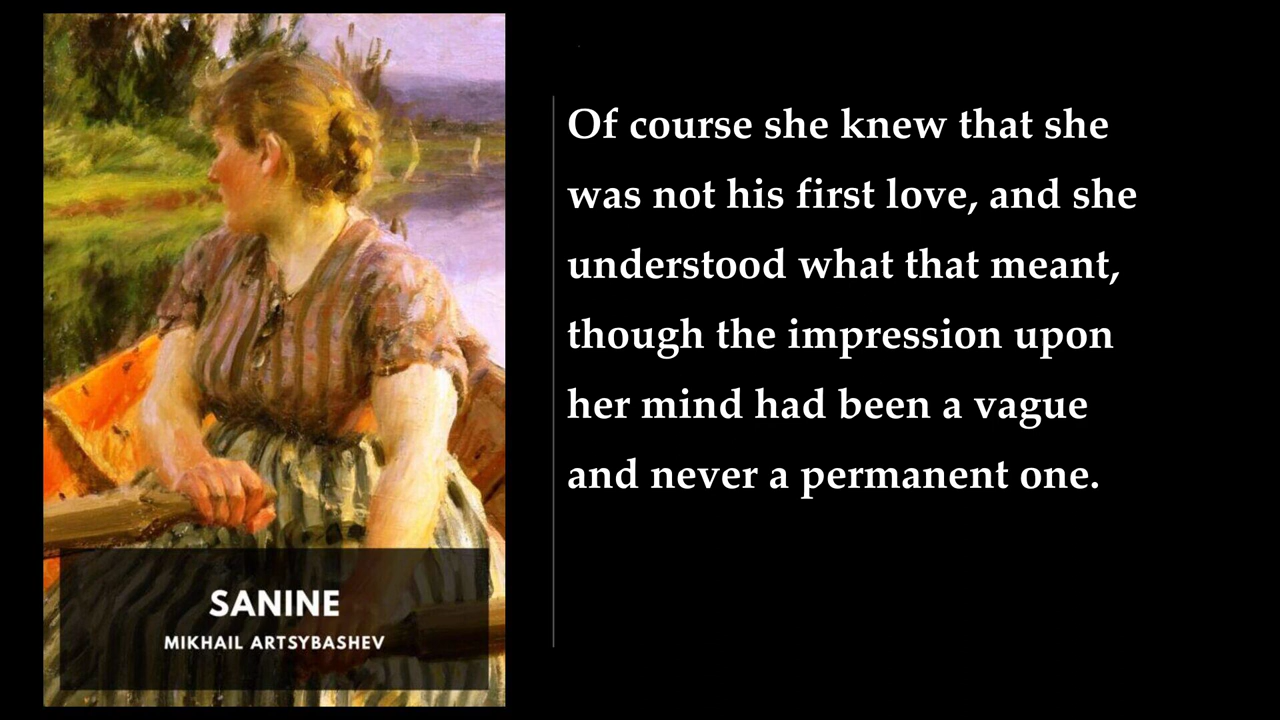 SANINE
MIKHAIL ARTSYBASHEV
Of course she knew that she
was not his first love, and she
understood what that meant,
though the impression upon
her mind had been a vague
and never a permanent one.